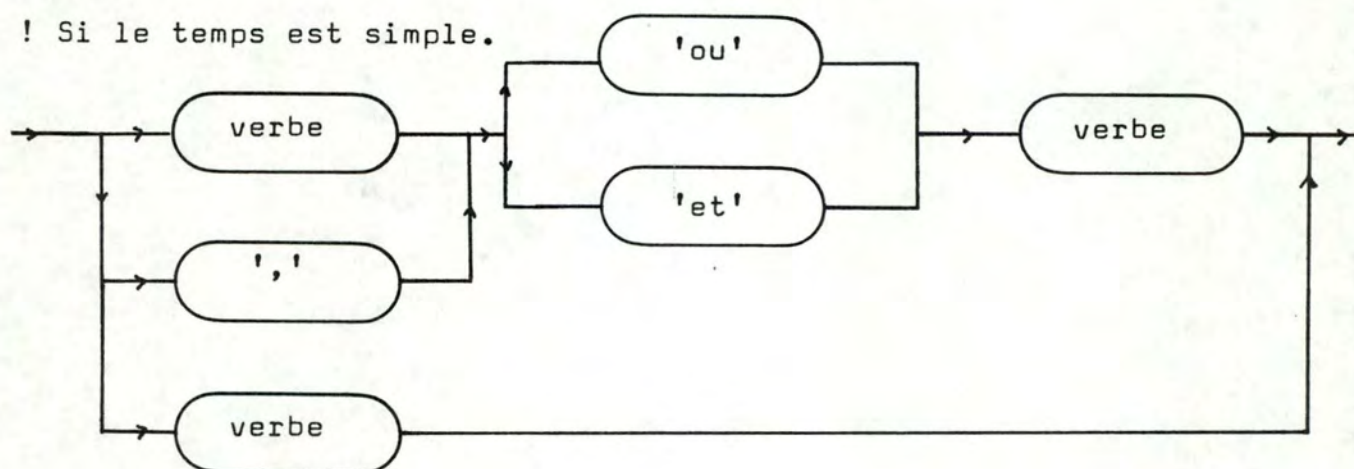 ! Si le temps est simple.
'ou'
verbe
verbe
'et'
','
verbe